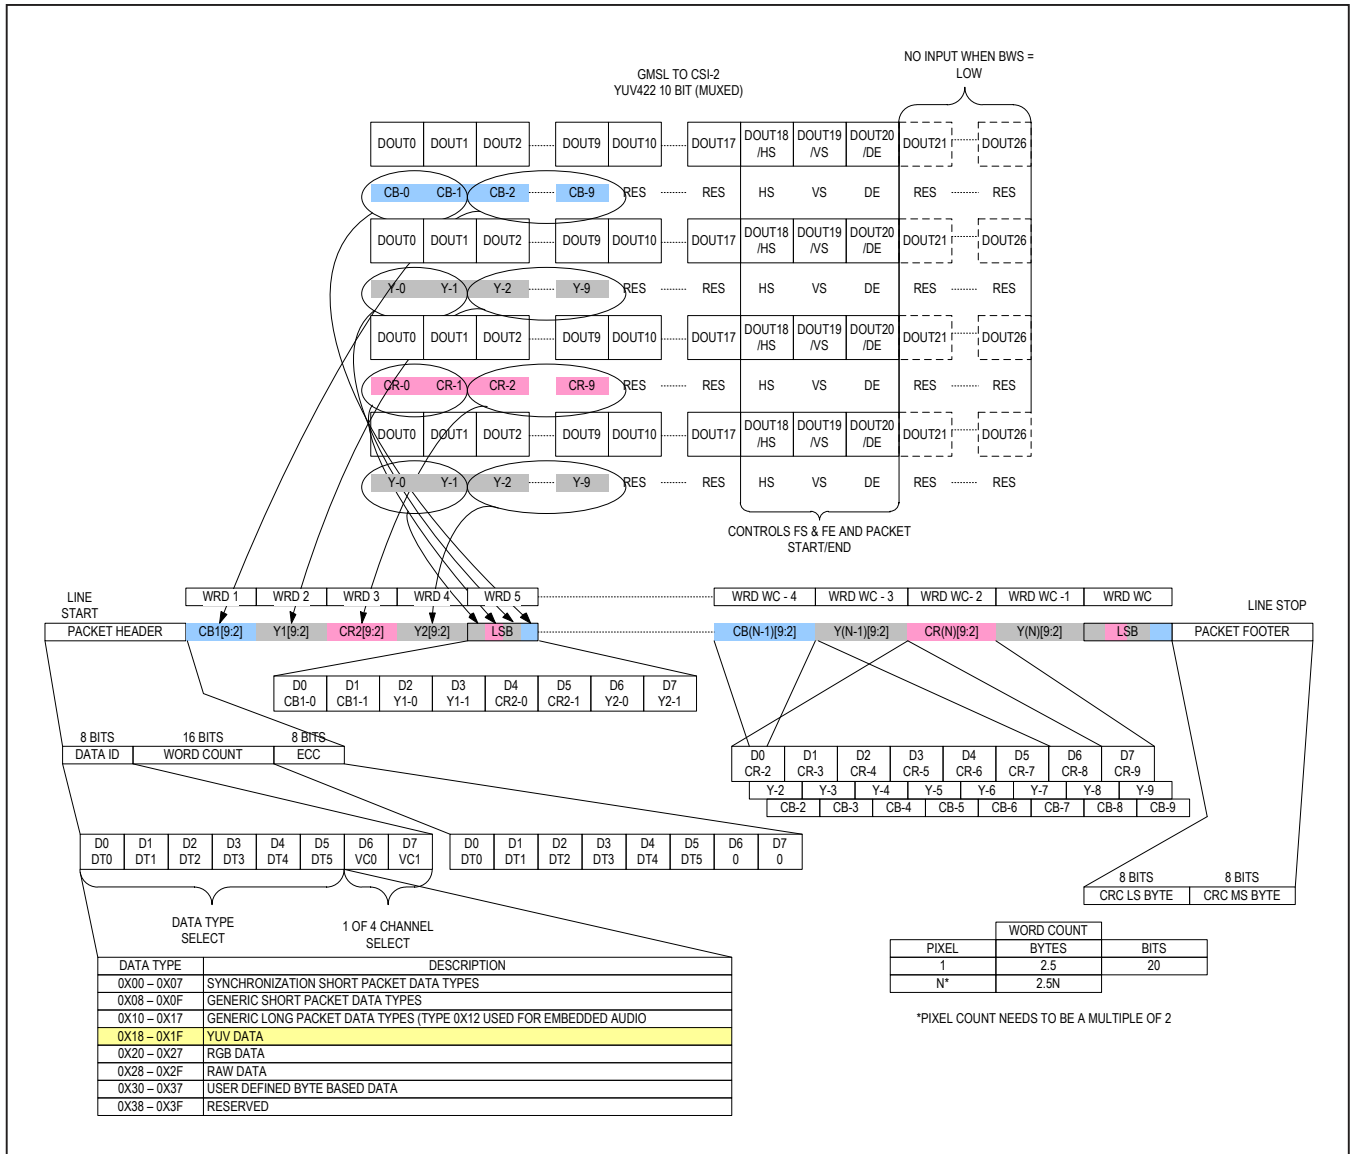 NO INPUT WHEN BWS =
LOW
GMSL TO CSI-2
YUV422 10 BIT (MUXED)
DOUT0 DOUT1 DOUT2 DOUT9 DOUT10 DOUT17 DOUT18 /HS DOUT19 /VS DOUT20 /DE DOUT21 DOUT26
CB-0 CB-1 CB-2 CB-9 RES RES HS VS DE RES RES
DOUT0 DOUT1 DOUT2 DOUT9 DOUT10 DOUT17 DOUT18 /HS DOUT19 /VS DOUT20 /DE DOUT21 DOUT26
Y-0 Y-1 Y-2 Y-9 RES RES HS VS DE RES RES
DOUT0 DOUT1 DOUT2 DOUT9 DOUT10 DOUT17 DOUT18 /HS DOUT19 /VS DOUT20 /DE DOUT21 DOUT26
CR-0 CR-1 CR-2 CR-9 RES RES HS VS DE RES RES
DOUT0 DOUT1 DOUT2 DOUT9 DOUT10 DOUT17 DOUT18 /HS DOUT19 /VS DOUT20 /DE DOUT21 DOUT26
Y-0 Y-1 Y-2 Y-9 RES RES HS VS DE RES RES
CONTROLS FS & FE AND PACKET
START/END
LINE
START
WRD 1 WRD 2 WRD 3 WRD 4 WRD 5 WRD WC - 4 WRD WC - 3 WRD WC- 2 WRD WC -1 WRD WC
LINE STOP
PACKET HEADER CB1[9:2] Y1[9:2] CR2[9:2] Y2[9:2] LSB CB(N-1)[9:2] Y(N-1)[9:2] CR(N)[9:2] Y(N)[9:2] LSB PACKET FOOTER
D0 D1 D2 D3 D4 D5 D6 D7
CB1-0 CB1-1 Y1-0 Y1-1 CR2-0 CR2-1 Y2-0 Y2-1
8 BITS 16 BITS 8 BITS
DATA ID WORD COUNT ECC
D0 D1 D2 D3 D4 D5 D6 D7
CR-2 CR-3 CR-4 CR-5 CR-6 CR-7 CR-8 CR-9
Y-2 Y-3 Y-4 Y-5 Y-6 Y-7 Y-8 Y-9
CB-2 CB-3 CB-4 CB-5 CB-6 CB-7 CB-8 CB-9
D0 D1 D2 D3 D4 D5 D6 D7
DT0 DT1 DT2 DT3 DT4 DT5 VC0 VC1
D0 D1 D2 D3 D4 D5 D6 D7
DT0 DT1 DT2 DT3 DT4 DT5 0 0
8 BITS 8 BITS
CRC LS BYTE CRC MS BYTE
DATA TYPE
SELECT
1 OF 4 CHANNEL
SELECT
WORD COUNT
PIXEL BYTES BITS
1 2.5 20
N* 2.5N
*PIXEL COUNT NEEDS TO BE A MULTIPLE OF 2
DATA TYPE DESCRIPTION
0X00 – 0X07 SYNCHRONIZATION SHORT PACKET DATA TYPES
0X08 – 0X0F GENERIC SHORT PACKET DATA TYPES
0X10 – 0X17 GENERIC LONG PACKET DATA TYPES (TYPE 0X12 USED FOR EMBEDDED AUDIO
0X18 – 0X1F YUV DATA
0X20 – 0X27 RGB DATA
0X28 – 0X2F RAW DATA
0X30 – 0X37 USER DEFINED BYTE BASED DATA
0X38 – 0X3F RESERVED